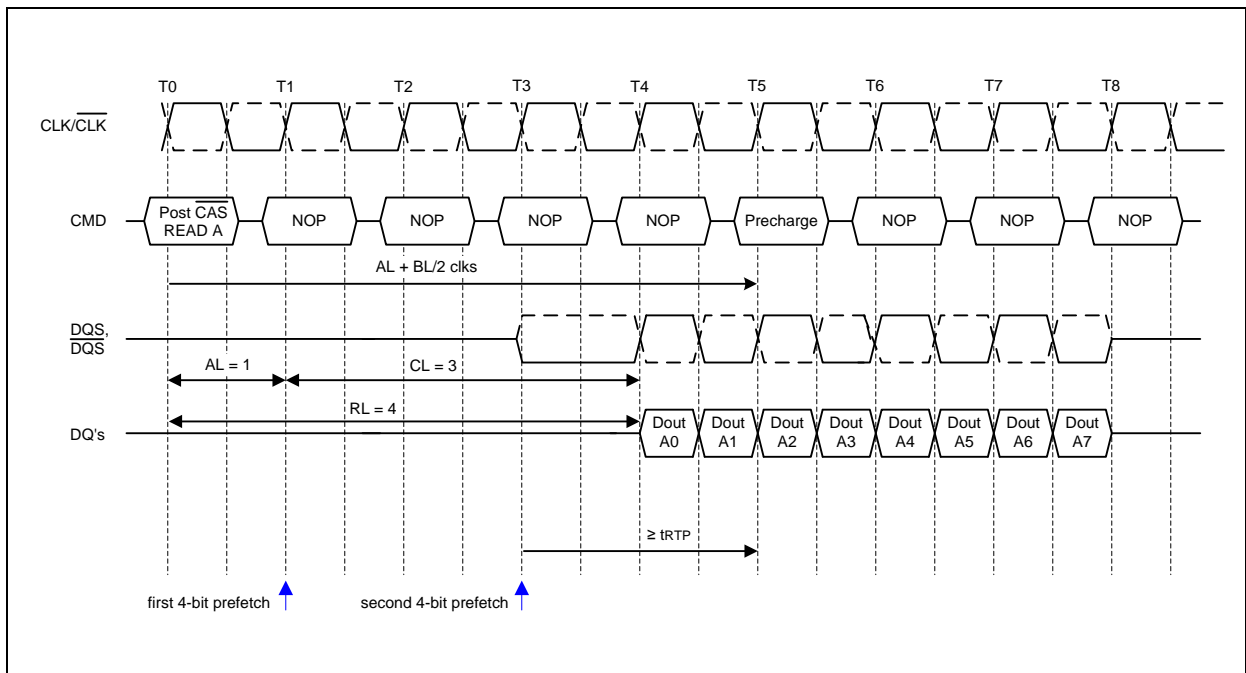 T0 T1 T2 T3 T4 T5 T6 T7 T8
CLK/CLK
CMD
Post CAS
READ A
NOP NOP NOP NOP Precharge NOP NOP NOP
AL + BL/2 clks
DQS,
DQS
AL = 1
CL = 3
RL = 4
DQ's
Dout Dout Dout Dout Dout Dout Dout Dout
A0 A1 A2 A3 A4 A5 A6 A7
≥ tRTP
first 4-bit prefetch
second 4-bit prefetch